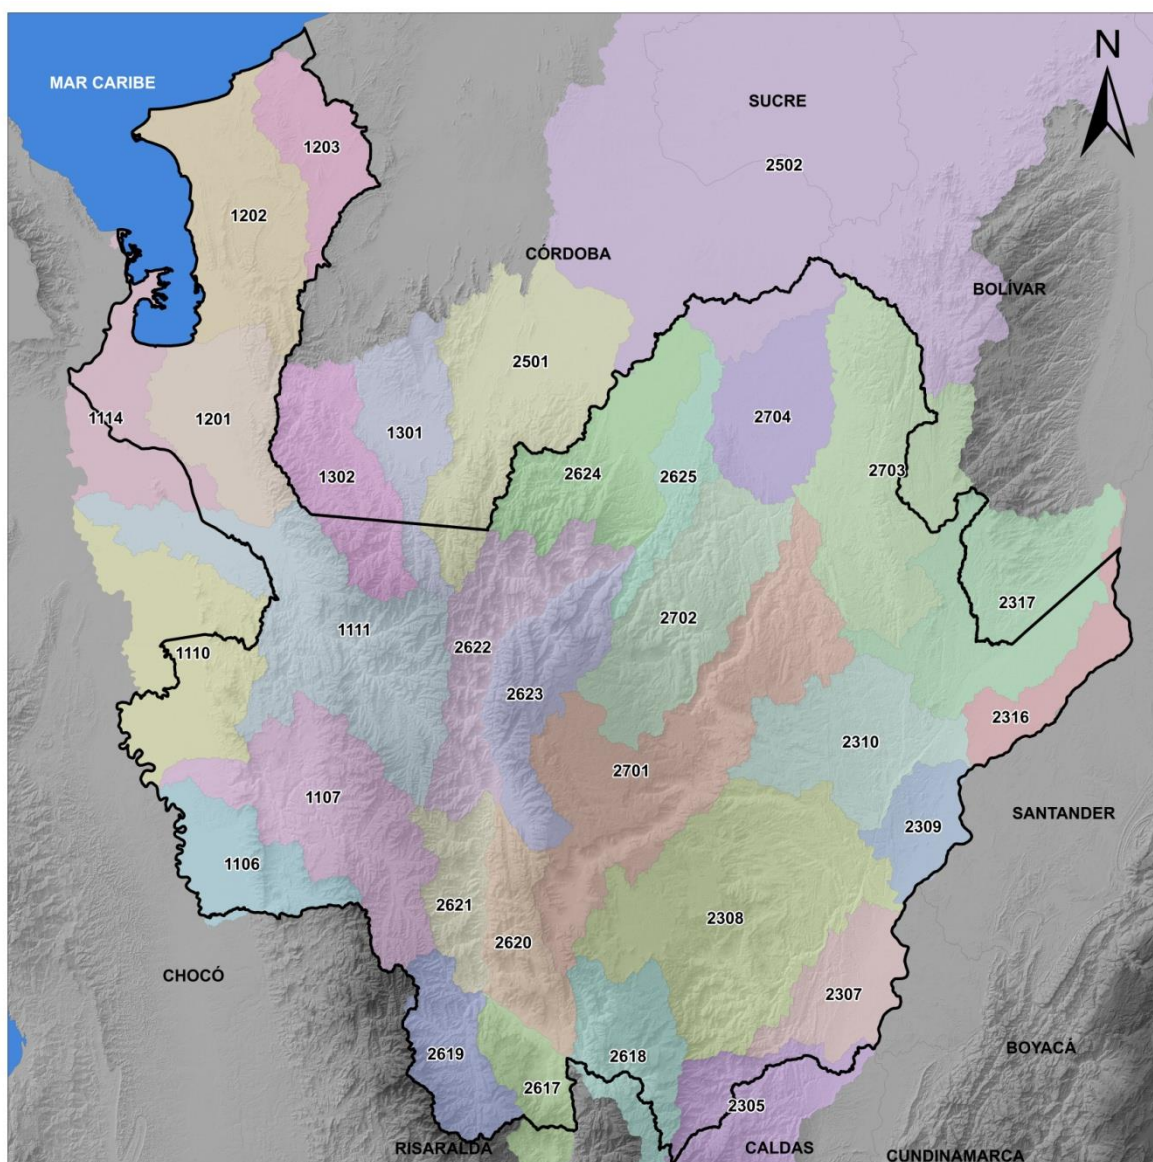 N
MAR CARIBE
SUCRE
1203
2502
1202
CÓRDOBA
BOLÍVAR
2501
1114
1201
1301
2704
1302
2624
2625
2703
2317
1111
2622
2702
1110
2623
2316
2310
2701
1107
SANTANDER
2309
1106
2621
2308
2620
CHOCÓ
2307
2619
2618
BOYACÁ
2617
2305
RISARALDA
CALDAS
CUNDINAMARCA